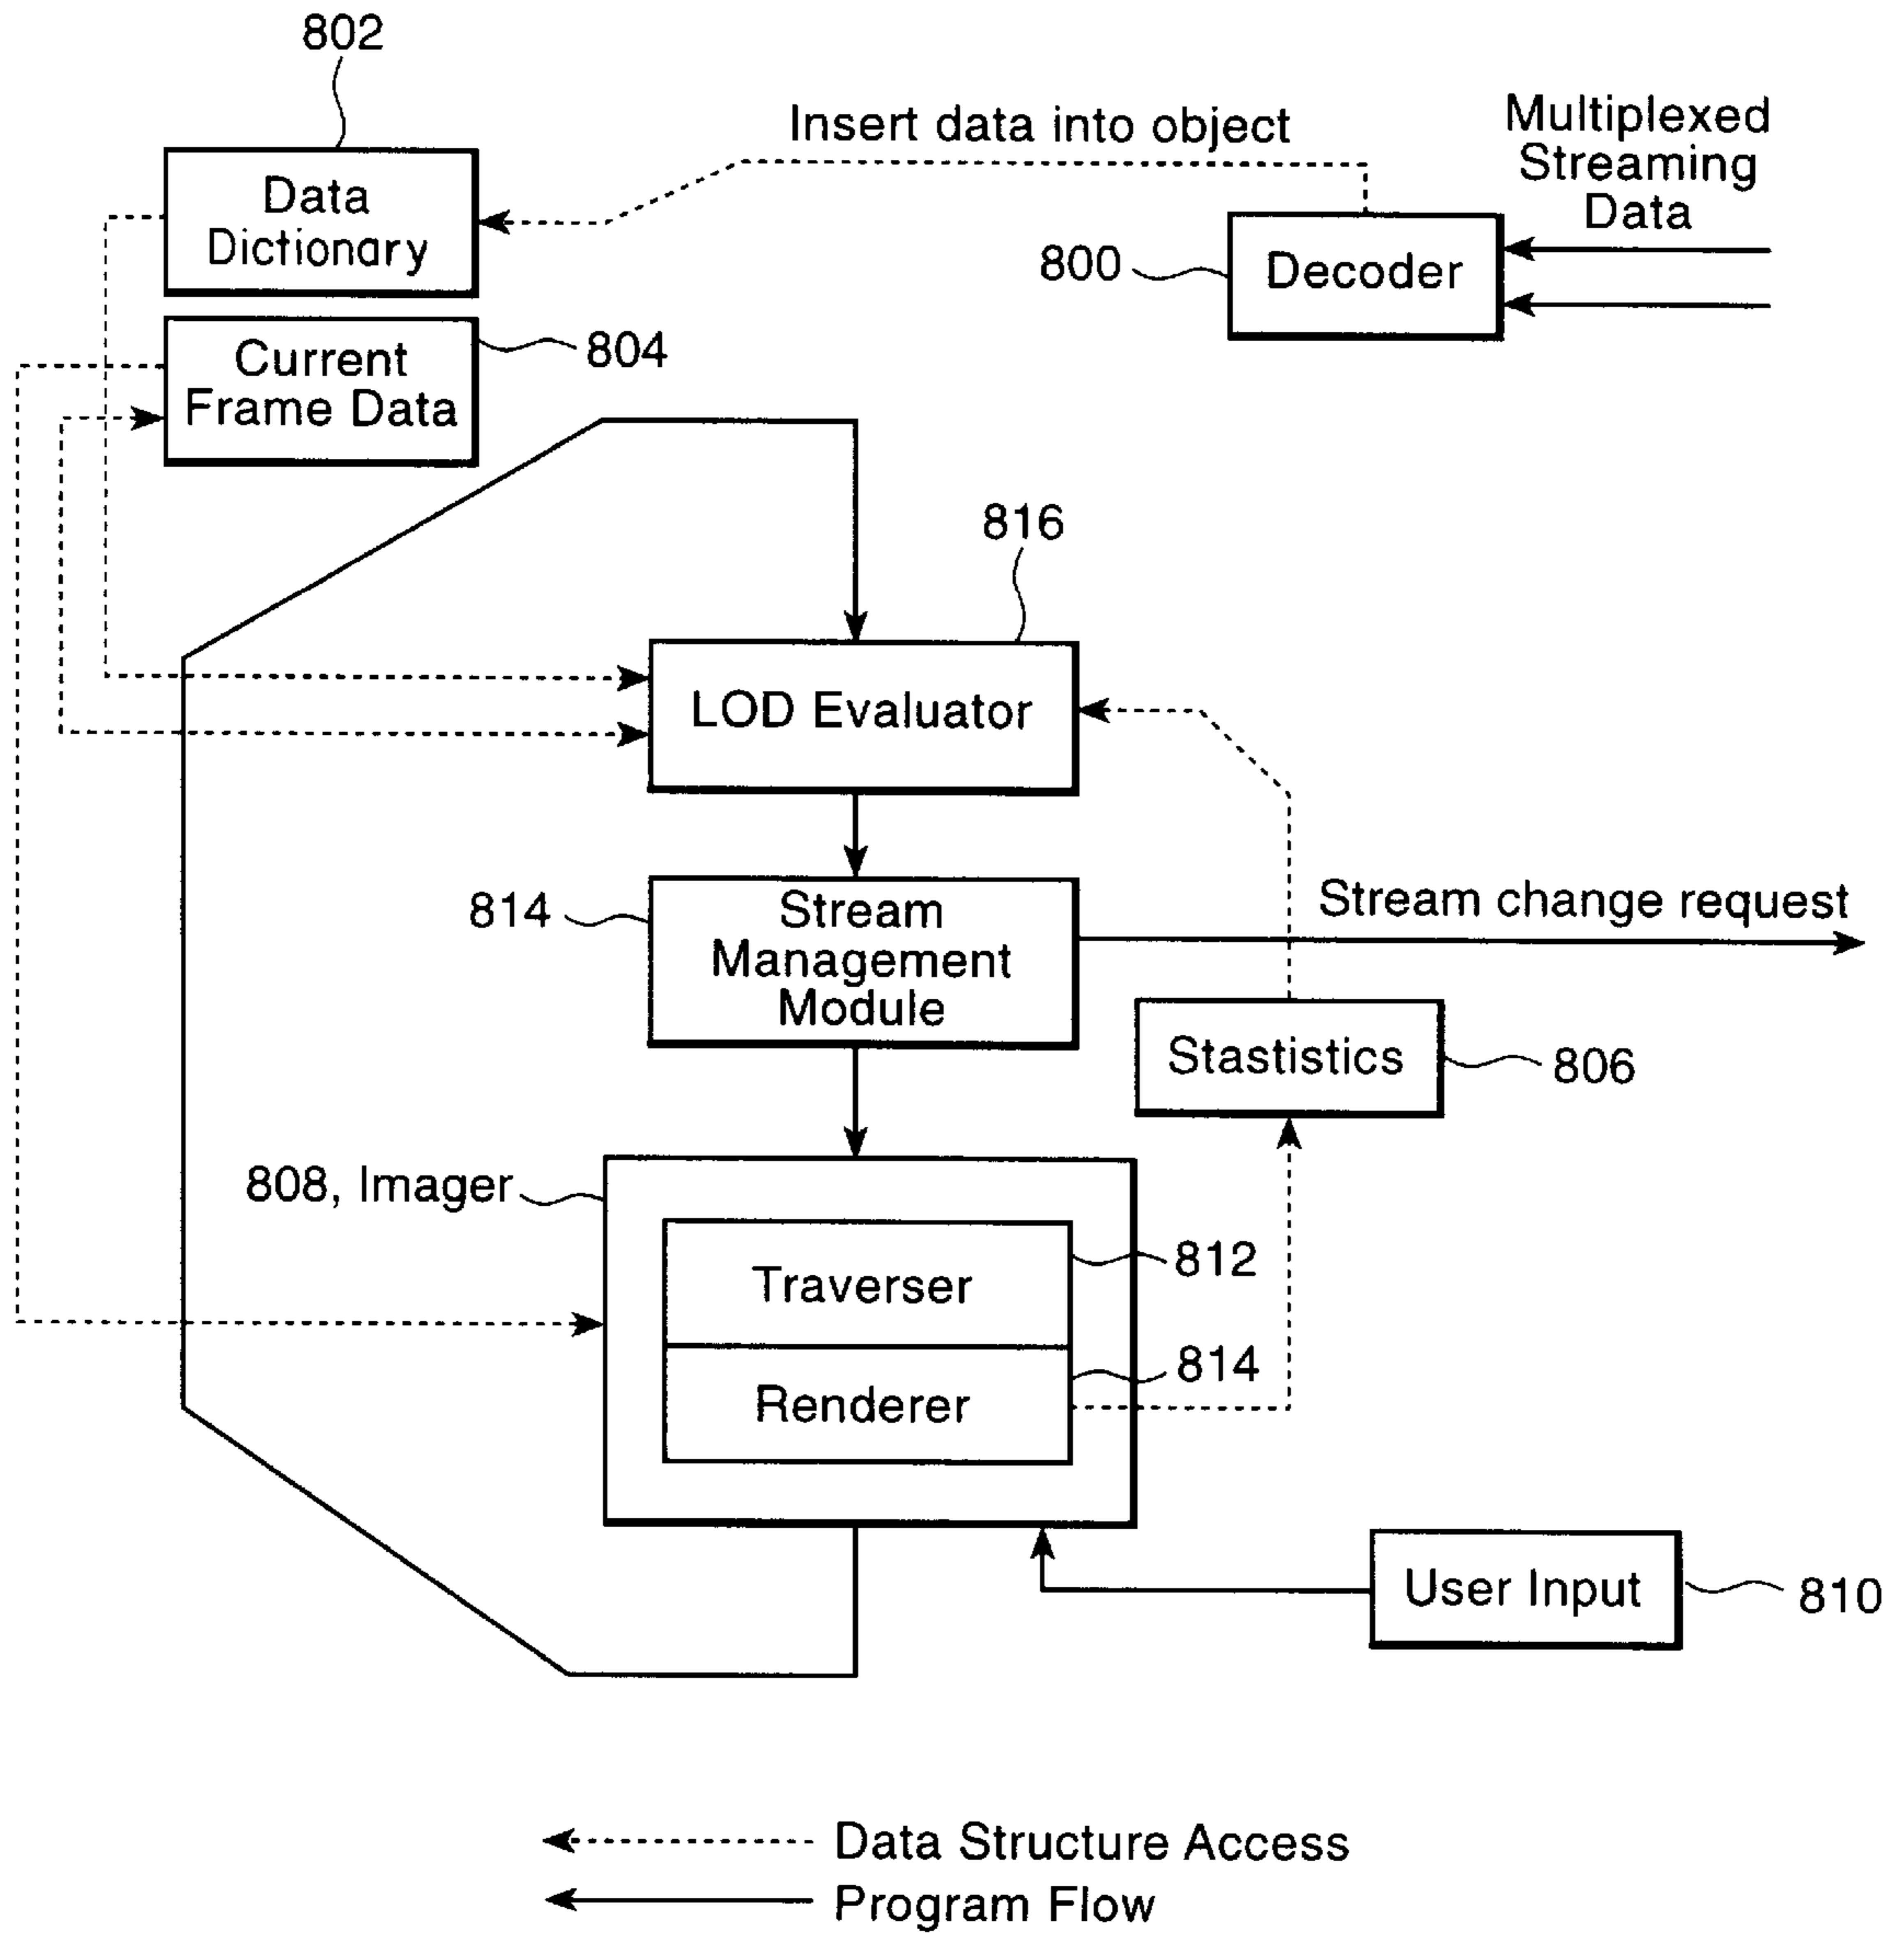 802
Insert data into object
Multiplexed
Streaming
Data
Data
Dictionary
800
Decoder
Current
Frame Data
804
816
LOD Evaluator
814
Stream
Management
Module
Stream change request
Stastistics
806
808, Imager
Traverser
812
Renderer
814
User Input
810
Data Structure Access
Program Flow